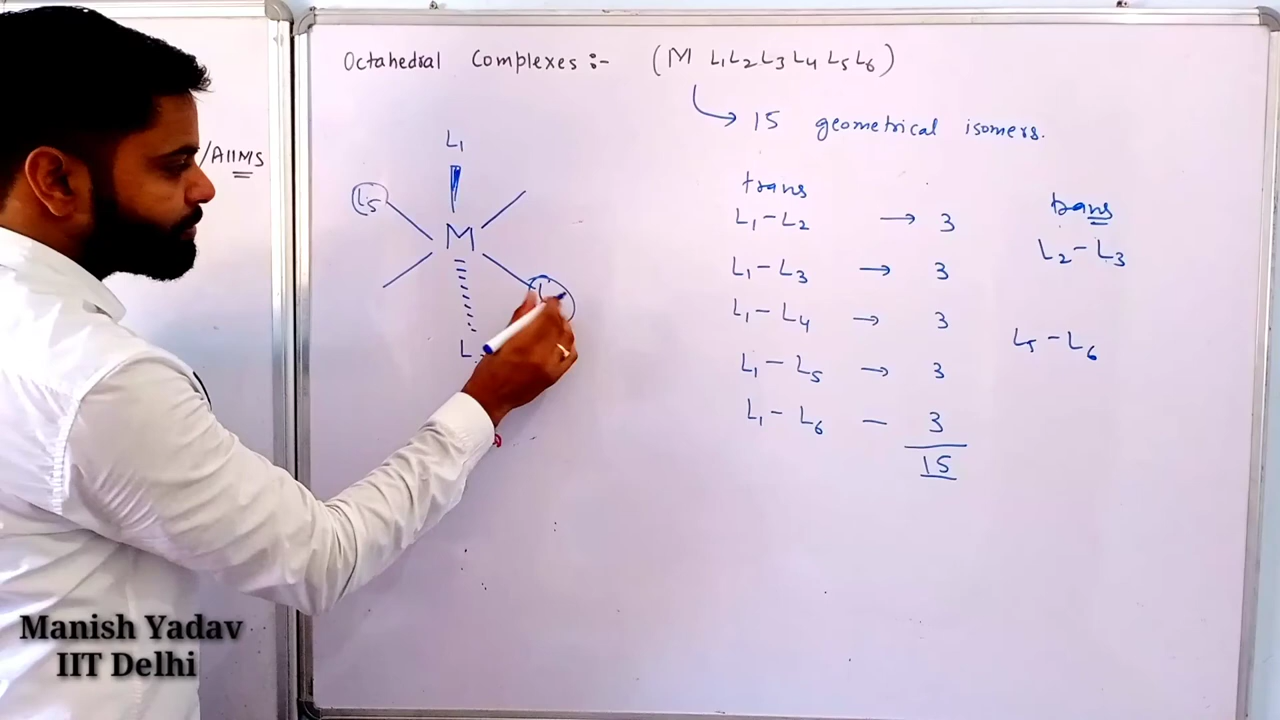 Octahedral Complexes :- (M L1L2L3L4L5L6)
15 geometrical isomers.
/AIIMS
L1
L5
M
L
trans
L1-L2 → 3
L1-L3 → 3
L1-L4 → 3
L1-L5 → 3
L1-L6 — 3
15
trans
L2-L3
L5-L6
Manish Yadav
IIT Delhi